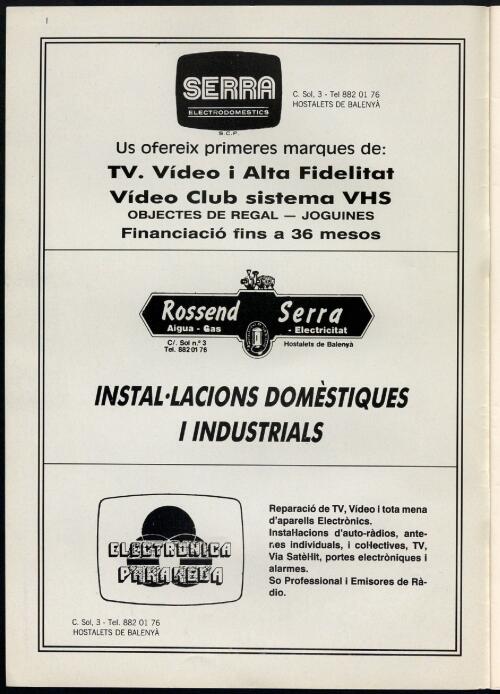 SERRA
ELECTRODOMESTICS
S.C.P.
C. Sol, 3 - Tel 882 01 76
HOSTALETS DE BALENYÀ
Us ofereix primeres marques de:
TV. Vídeo i Alta Fidelitat
Vídeo Club sistema VHS
OBJECTES DE REGAL — JOGUINES
Financiació fins a 36 mesos
Rossend Serra
Aigua - Gas - Electricitat
C/. Sol n.º 3
Tel. 882 01 76
Hostalets de Balenyà
INSTAL·LACIONS DOMÈSTIQUES
I INDUSTRIALS
ELECTRÒNICA
PARAREDA
Reparació de TV, Vídeo i tota mena
d'aparells Electrònics.
Instal·lacions d'auto-ràdios, ante-
nes individuals, i col·lectives, TV,
Via Satèl·lit, portes electròniques i
alarmes.
So Professional i Emisores de Rà-
dio.
C. Sol, 3 - Tel. 882 01 76
HOSTALETS DE BALENYÀ